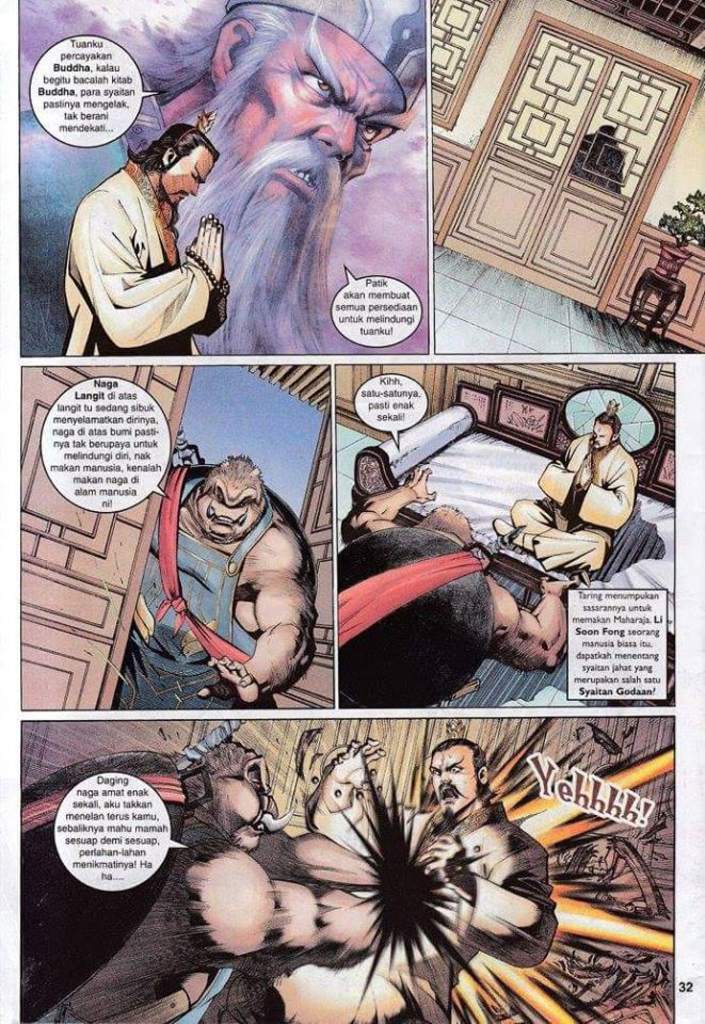 Tuanku
percayakan
Buddha, kalau
begitu bacalah kitab
Buddha, para syaitan
pastinya mengelak,
tak berani
mendekati...
Patik
akan membuat
semua persediaan
untuk melindungi
tuanku!
Naga
Langit di atas
langit tu sedang sibuk
menyelamatkan dirinya,
naga di atas bumi pasti-
nya tak berupaya untuk
melindungi diri, nak
makan manusia, kenalah
makan naga di
alam manusia
ni!
Kihh,
satu-satunya,
pasti enak
sekali!
Taring menumpukan
sasarannya untuk
memakan Maharaja. Li
Soon Fong seorang
manusia biasa itu,
dapatkah menentang
syaitan jahat yang
merupakan salah satu
Syaitan Godaan!
Daging
naga amat enak
sekali, aku takkan
menelan terus kamu,
sebaliknya mahu mamah
sesuap demi sesuap,
perlahan-lahan
menikmatinya! Ha
ha....
Yehhhh!
32